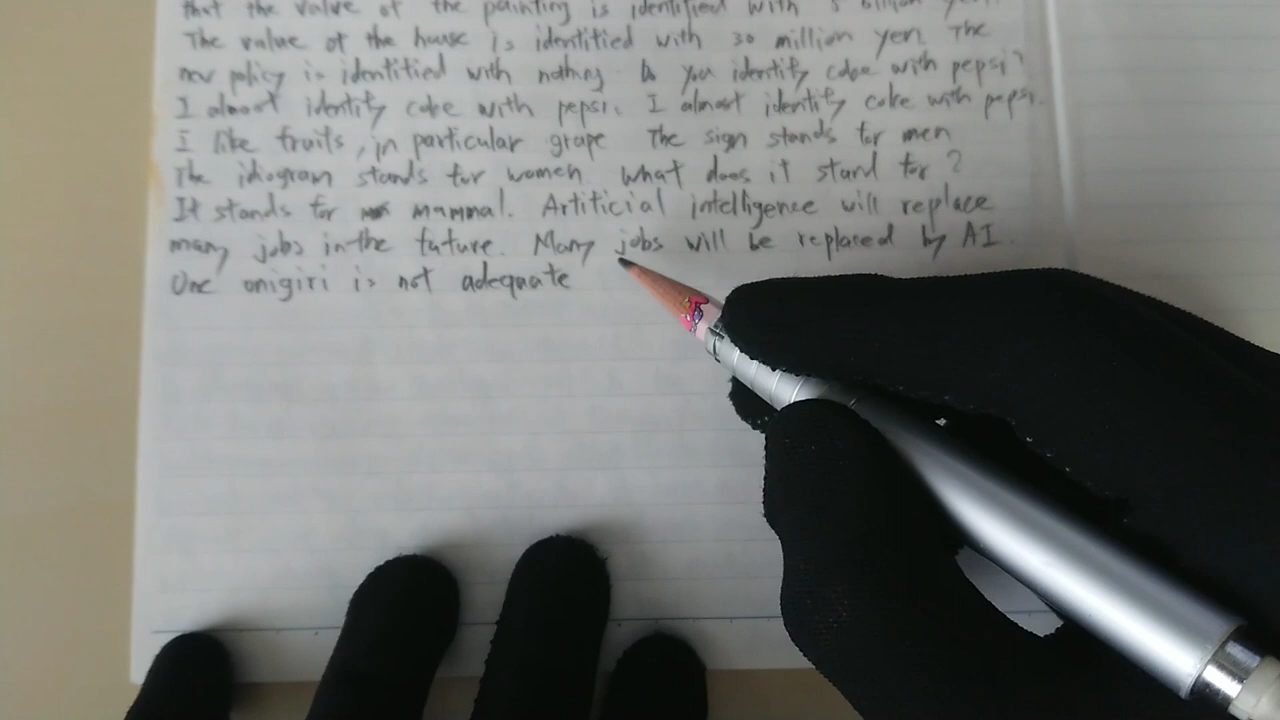 that the value of the painting is identified with 5 billion yen.
The value of the house is identified with 30 million yen. The
new policy is identified with nothing Do you identify coke with pepsi?
I almost identify coke with pepsi. I almost identify coke with pepsi.
I like fruits, in particular grape The sign stands for men
The idiogram stands for women What does it stand for?
It stands for mammal. Artificial intelligence will replace
many jobs in the future. Many jobs will be replaced by AI.
One onigiri is not adequate